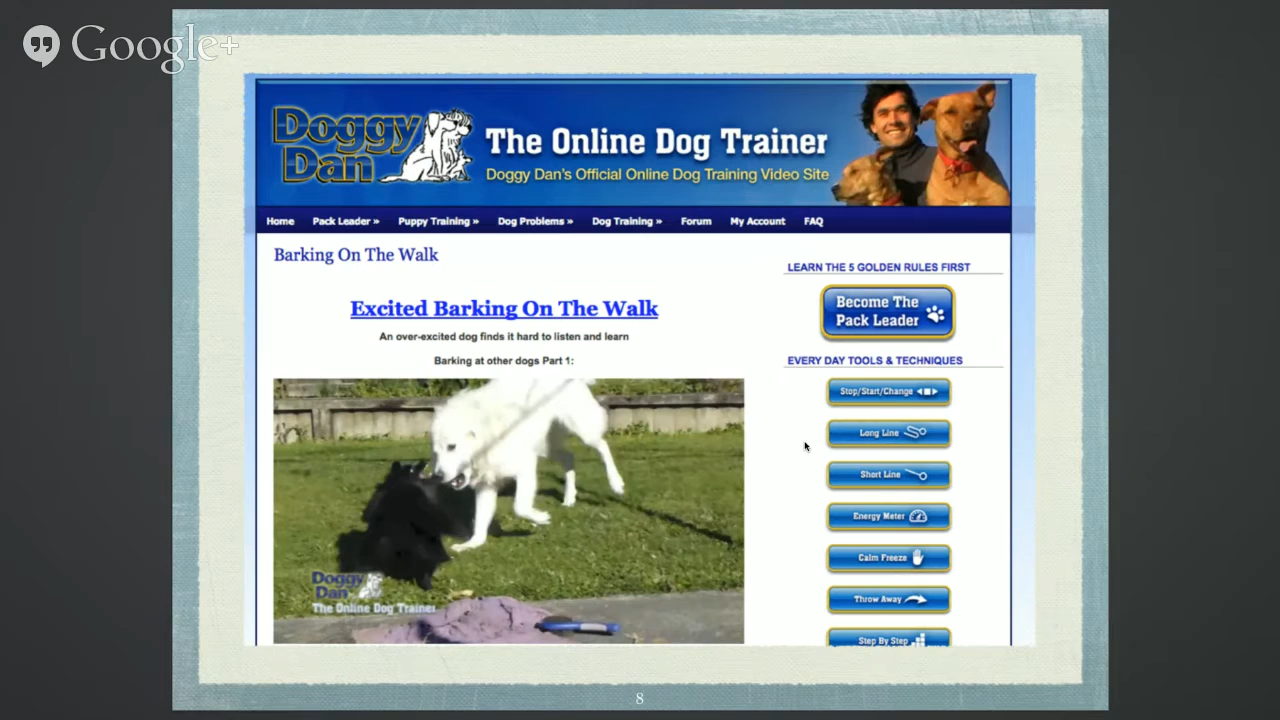 Google+
Doggy
Dan
The Online Dog Trainer
Doggy Dan's Official Online Dog Training Video Site
Home Pack Leader » Puppy Training » Dog Problems » Dog Training » Forum My Account FAQ
Barking On The Walk
LEARN THE 5 GOLDEN RULES FIRST
Become The
Pack Leader
Excited Barking On The Walk
An over-excited dog finds it hard to listen and learn
Barking at other dogs Part 1:
EVERY DAY TOOLS & TECHNIQUES
Stop/Start/Change
Long Line
Short Line
Energy Meter
Calm Freeze
Throw Away
Step By Step
Doggy
Dan
The Online Dog Trainer
8